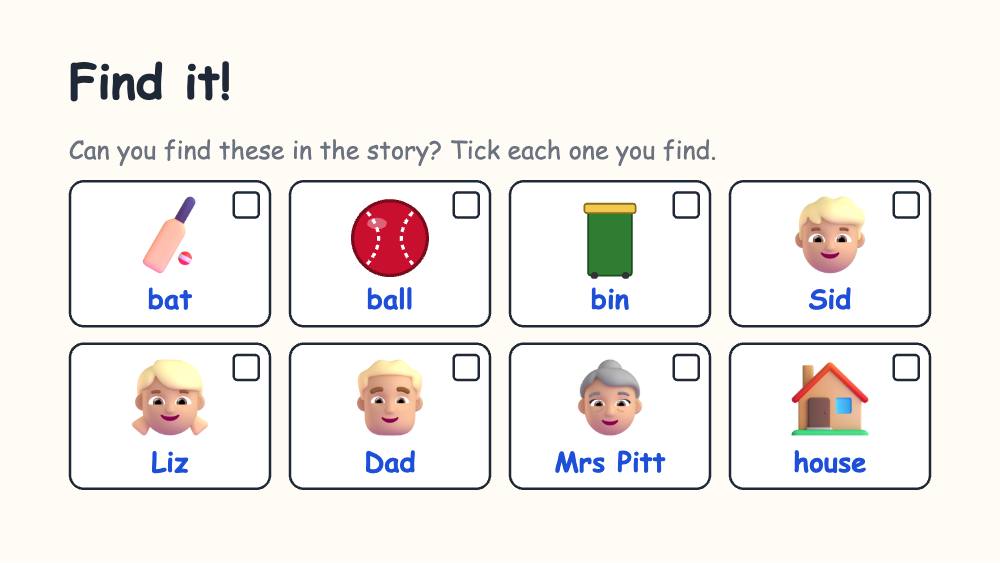 Find it!
Can you find these in the story? Tick each one you find.
bat
ball
bin
Sid
Liz
Dad
Mrs Pitt
house